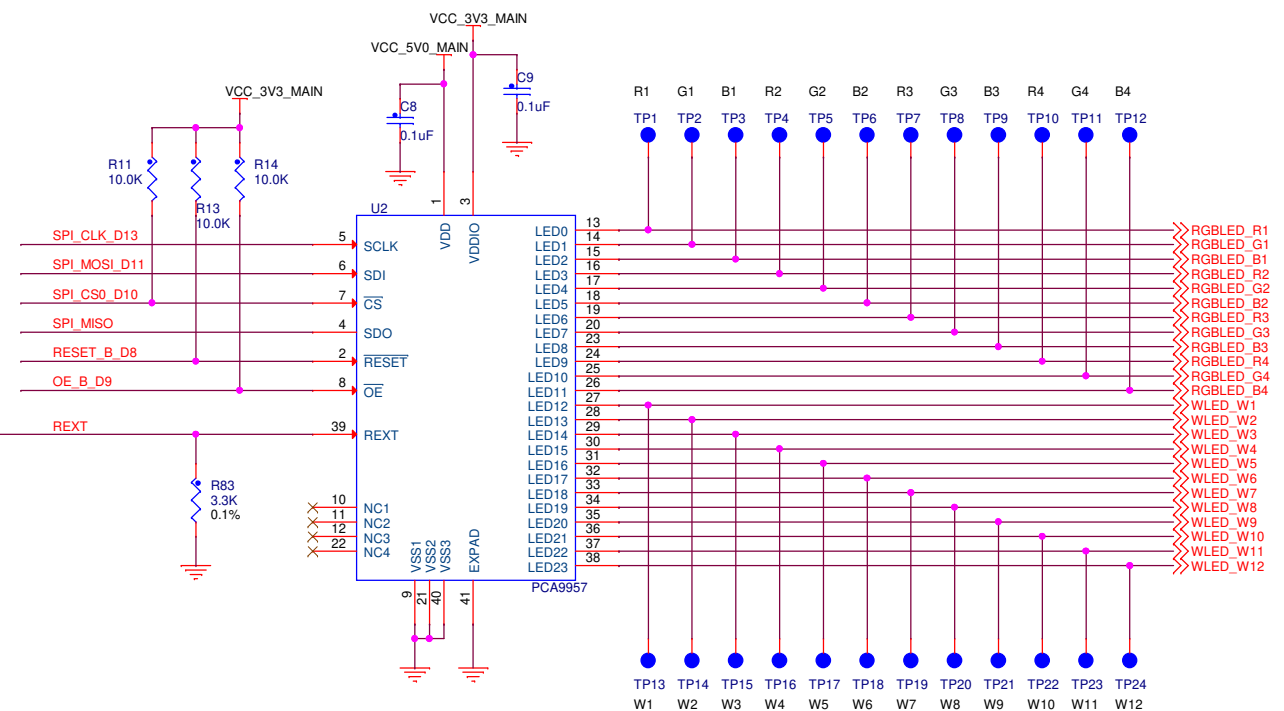 VCC_3V3_MAIN
VCC_5V0_MAIN
C9
0.1uF
C8
0.1uF
VCC_3V3_MAIN
R11
10.0K
R13
10.0K
R14
10.0K
R1 G1 B1 R2 G2 B2 R3 G3 B3 R4 G4 B4
TP1 TP2 TP3 TP4 TP5 TP6 TP7 TP8 TP9 TP10 TP11 TP12
U2
1 VDD
3 VDDIO
SPI_CLK_D13 5 SCLK
SPI_MOSI_D11 6 SDI
SPI_CS0_D10 7 CS
SPI_MISO 4 SDO
RESET_B_D8 2 RESET
OE_B_D9 8 OE
REXT 39 REXT
R83
3.3K
0.1%
10 NC1
11 NC2
12 NC3
22 NC4
9 VSS1
21 VSS2
40 VSS3
41 EXPAD
LED0 13 RGBLED_R1
LED1 14 RGBLED_G1
LED2 15 RGBLED_B1
LED3 16 RGBLED_R2
LED4 17 RGBLED_G2
LED5 18 RGBLED_B2
LED6 19 RGBLED_R3
LED7 20 RGBLED_G3
LED8 23 RGBLED_B3
LED9 24 RGBLED_R4
LED10 25 RGBLED_G4
LED11 26 RGBLED_B4
LED12 27 WLED_W1
LED13 28 WLED_W2
LED14 29 WLED_W3
LED15 30 WLED_W4
LED16 31 WLED_W5
LED17 32 WLED_W6
LED18 33 WLED_W7
LED19 34 WLED_W8
LED20 35 WLED_W9
LED21 36 WLED_W10
LED22 37 WLED_W11
LED23 38 WLED_W12
PCA9957
TP13 TP14 TP15 TP16 TP17 TP18 TP19 TP20 TP21 TP22 TP23 TP24
W1 W2 W3 W4 W5 W6 W7 W8 W9 W10 W11 W12